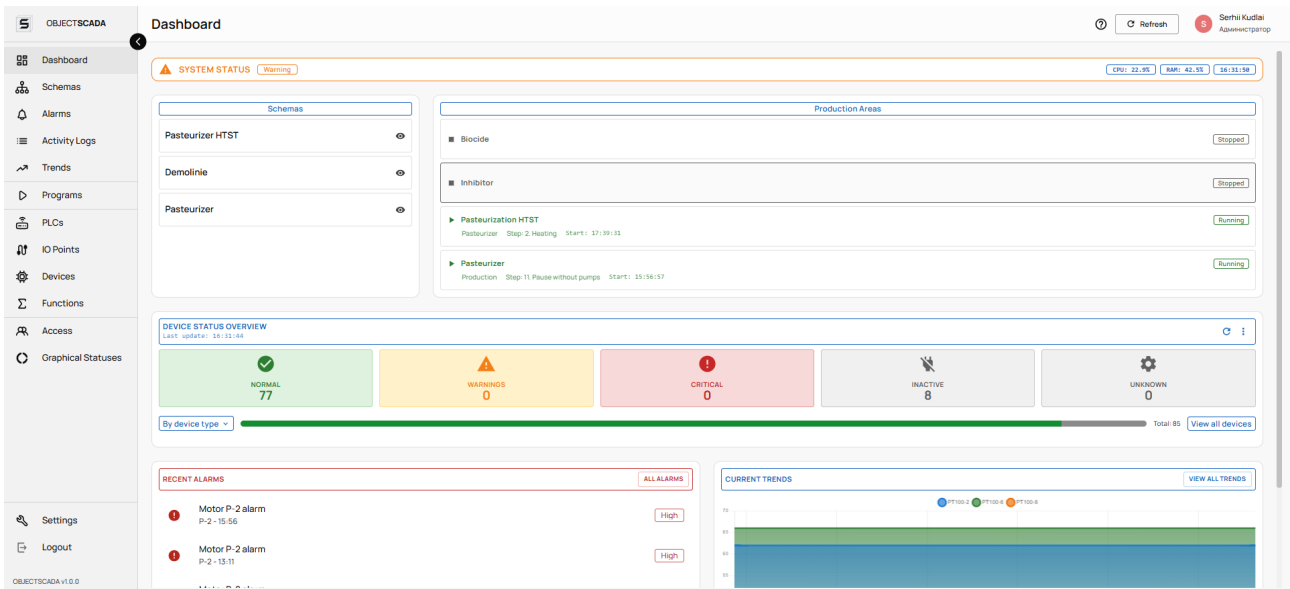 OBJECTSCADA
Dashboard
Refresh
S
Serhii Kudlai
Администратор
Dashboard
Schemas
Alarms
Activity Logs
Trends
Programs
PLCs
IO Points
Devices
Functions
Access
Graphical Statuses
Settings
Logout
OBJECTSCADA v1.0.0
SYSTEM STATUS Warning
CPU: 22.9% RAM: 42.5% 16:31:50
Schemas
Pasteurizer HTST
Demolinie
Pasteurizer
Production Areas
Biocide Stopped
Inhibitor Stopped
Pasteurization HTST Running
Pasteurizer Step: 2. Heating Start: 17:39:31
Pasteurizer Running
Production Step: 11. Pause without pumps Start: 15:56:57
DEVICE STATUS OVERVIEW
Last update: 16:31:44
NORMAL
77
WARNINGS
0
CRITICAL
0
INACTIVE
8
UNKNOWN
0
By device type
Total: 85 View all devices
RECENT ALARMS ALL ALARMS
Motor P-2 alarm
P-2 - 15:56
High
Motor P-2 alarm
P-2 - 13:11
High
CURRENT TRENDS VIEW ALL TRENDS
PT100-2 PT100-6 PT100-8
70
65
60
55